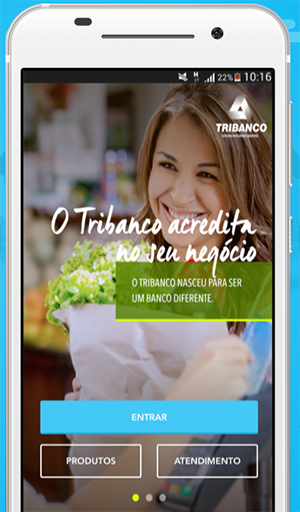 22% 10:16
TRIBANCO
O Tribanco acredita
no seu negócio
O TRIBANCO NASCEU PARA SER
UM BANCO DIFERENTE.
ENTRAR
PRODUTOS
ATENDIMENTO